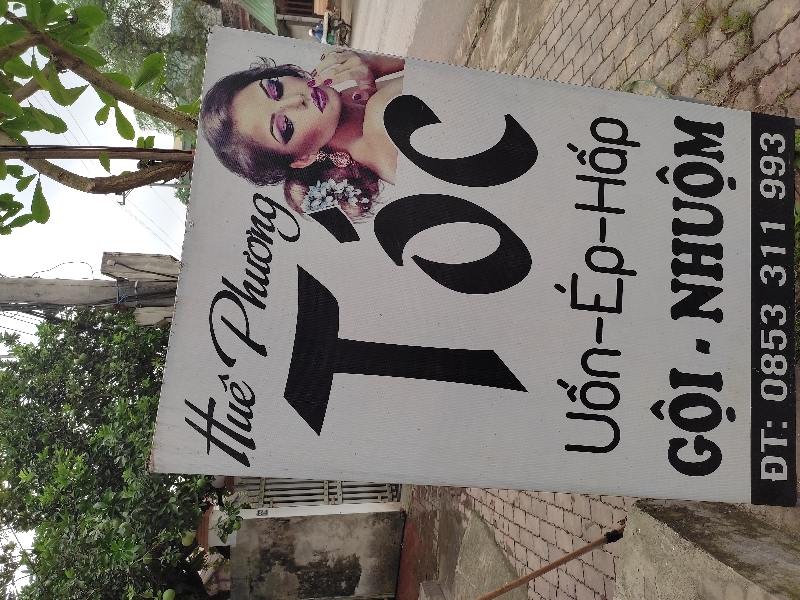 Huê Phương
Tóc
Uốn-Ép-Hấp
GỘI - NHUỘM
ĐT: 0853 311 993